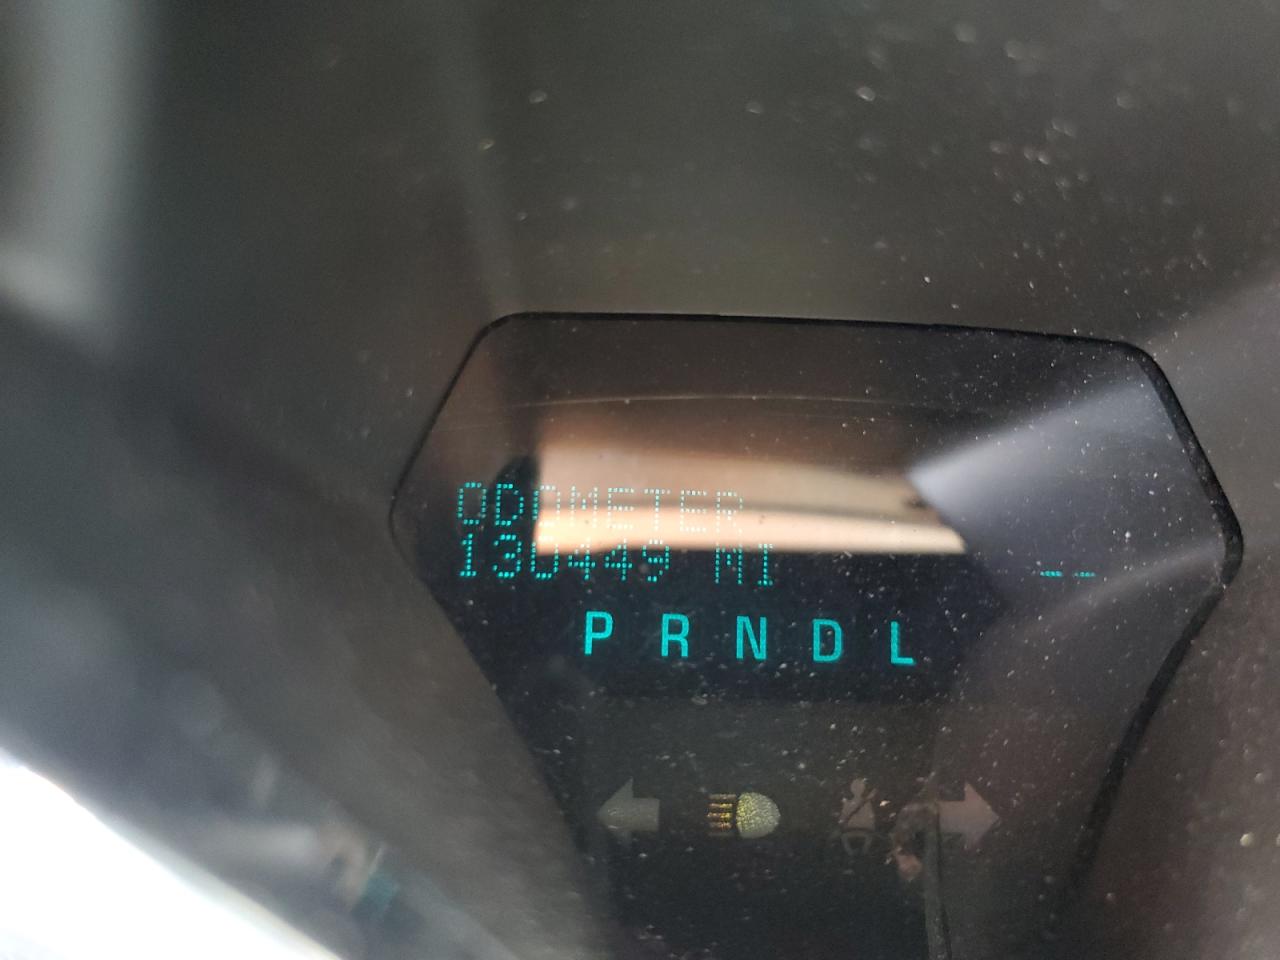 ODOMETER
130449 MI
P R N D L